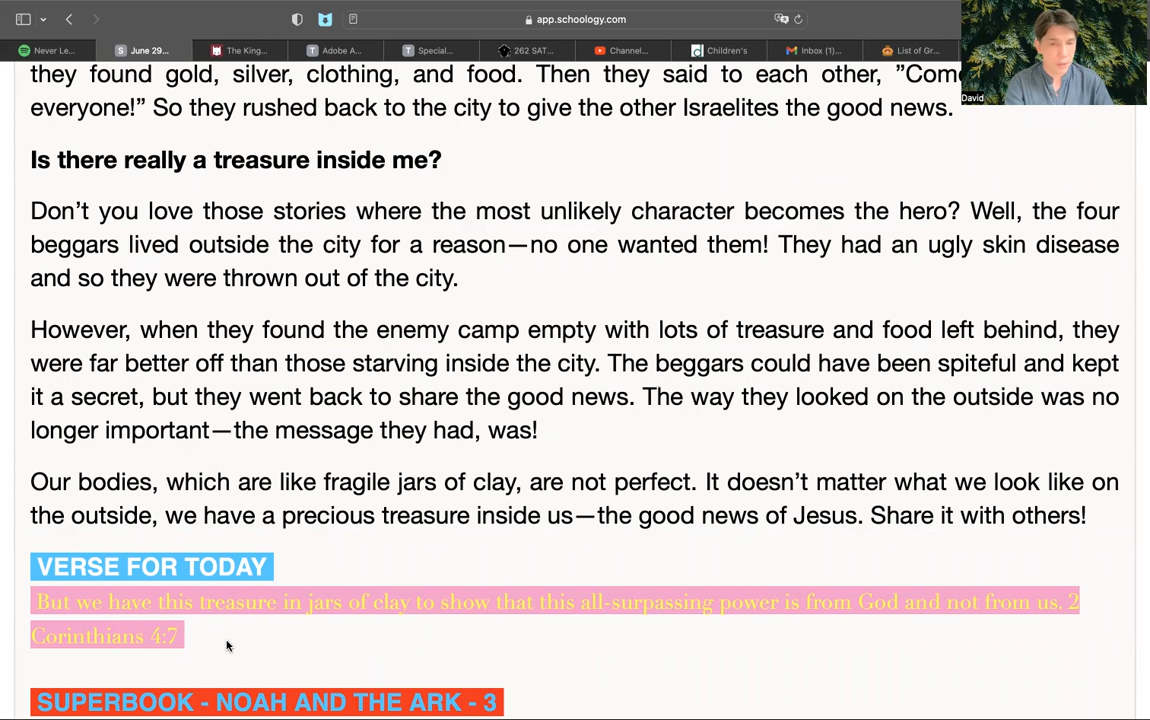 app.schoology.com
Never Le...
June 29...
The King...
Adobe A...
Special...
262 SAT...
Channel...
Children's
Inbox (1)...
List of Gr...
David
they found gold, silver, clothing, and food. Then they said to each other, ”Come
everyone!” So they rushed back to the city to give the other Israelites the good news.
Is there really a treasure inside me?
Don’t you love those stories where the most unlikely character becomes the hero? Well, the four
beggars lived outside the city for a reason—no one wanted them! They had an ugly skin disease
and so they were thrown out of the city.
However, when they found the enemy camp empty with lots of treasure and food left behind, they
were far better off than those starving inside the city. The beggars could have been spiteful and kept
it a secret, but they went back to share the good news. The way they looked on the outside was no
longer important—the message they had, was!
Our bodies, which are like fragile jars of clay, are not perfect. It doesn’t matter what we look like on
the outside, we have a precious treasure inside us—the good news of Jesus. Share it with others!
VERSE FOR TODAY
But we have this treasure in jars of clay to show that this all-surpassing power is from God and not from us. 2
Corinthians 4:7
SUPERBOOK - NOAH AND THE ARK - 3